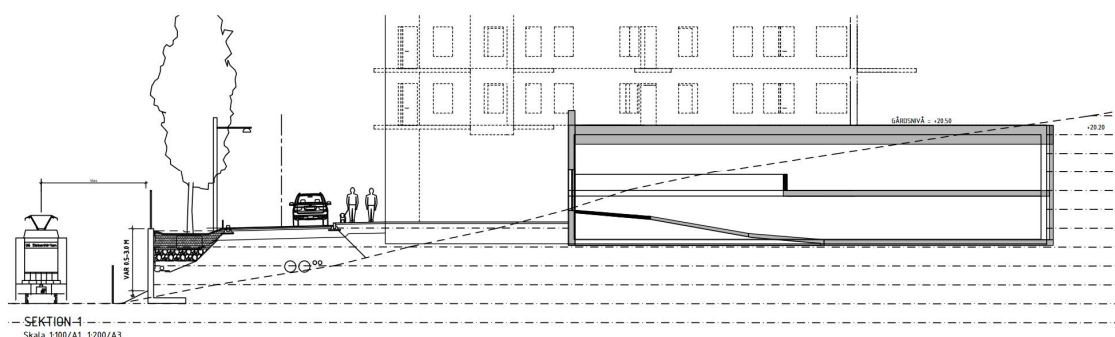 GÅRDSNIVÅ = +20.50
+20.20
VAR 0.5-3.0 M
SEKTION 1
Skala 1:100/A1, 1:200/A3